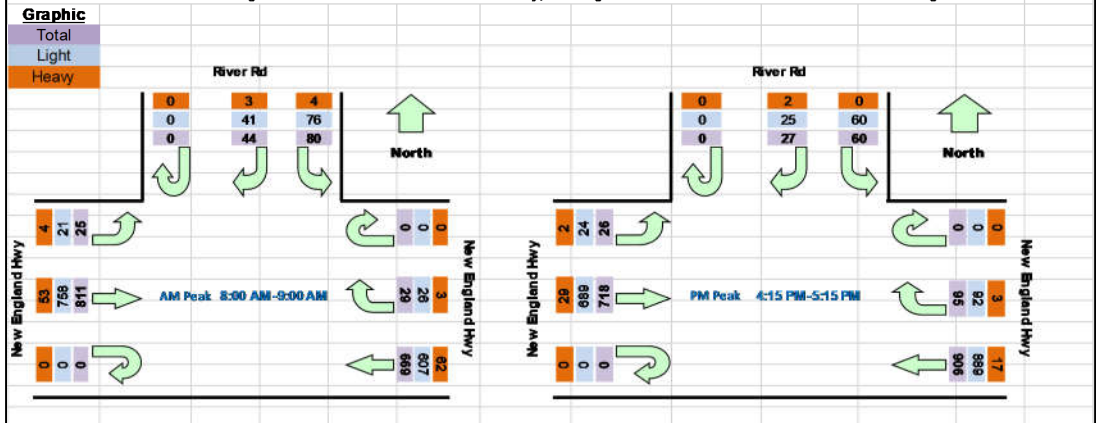 Graphic
Total
Light
Heavy
River Rd
0 3 4
0 41 76
0 44 80
North
4 21 25
0 0 0
New England Hwy
53 758 811
AM Peak 8:00 AM-9:00 AM
29 26 3
New England Hwy
0 0 0
669 607 62
River Rd
0 2 0
0 25 60
0 27 60
North
2 24 26
0 0 0
New England Hwy
29 689 718
PM Peak 4:15 PM-5:15 PM
95 92 3
New England Hwy
0 0 0
906 889 17